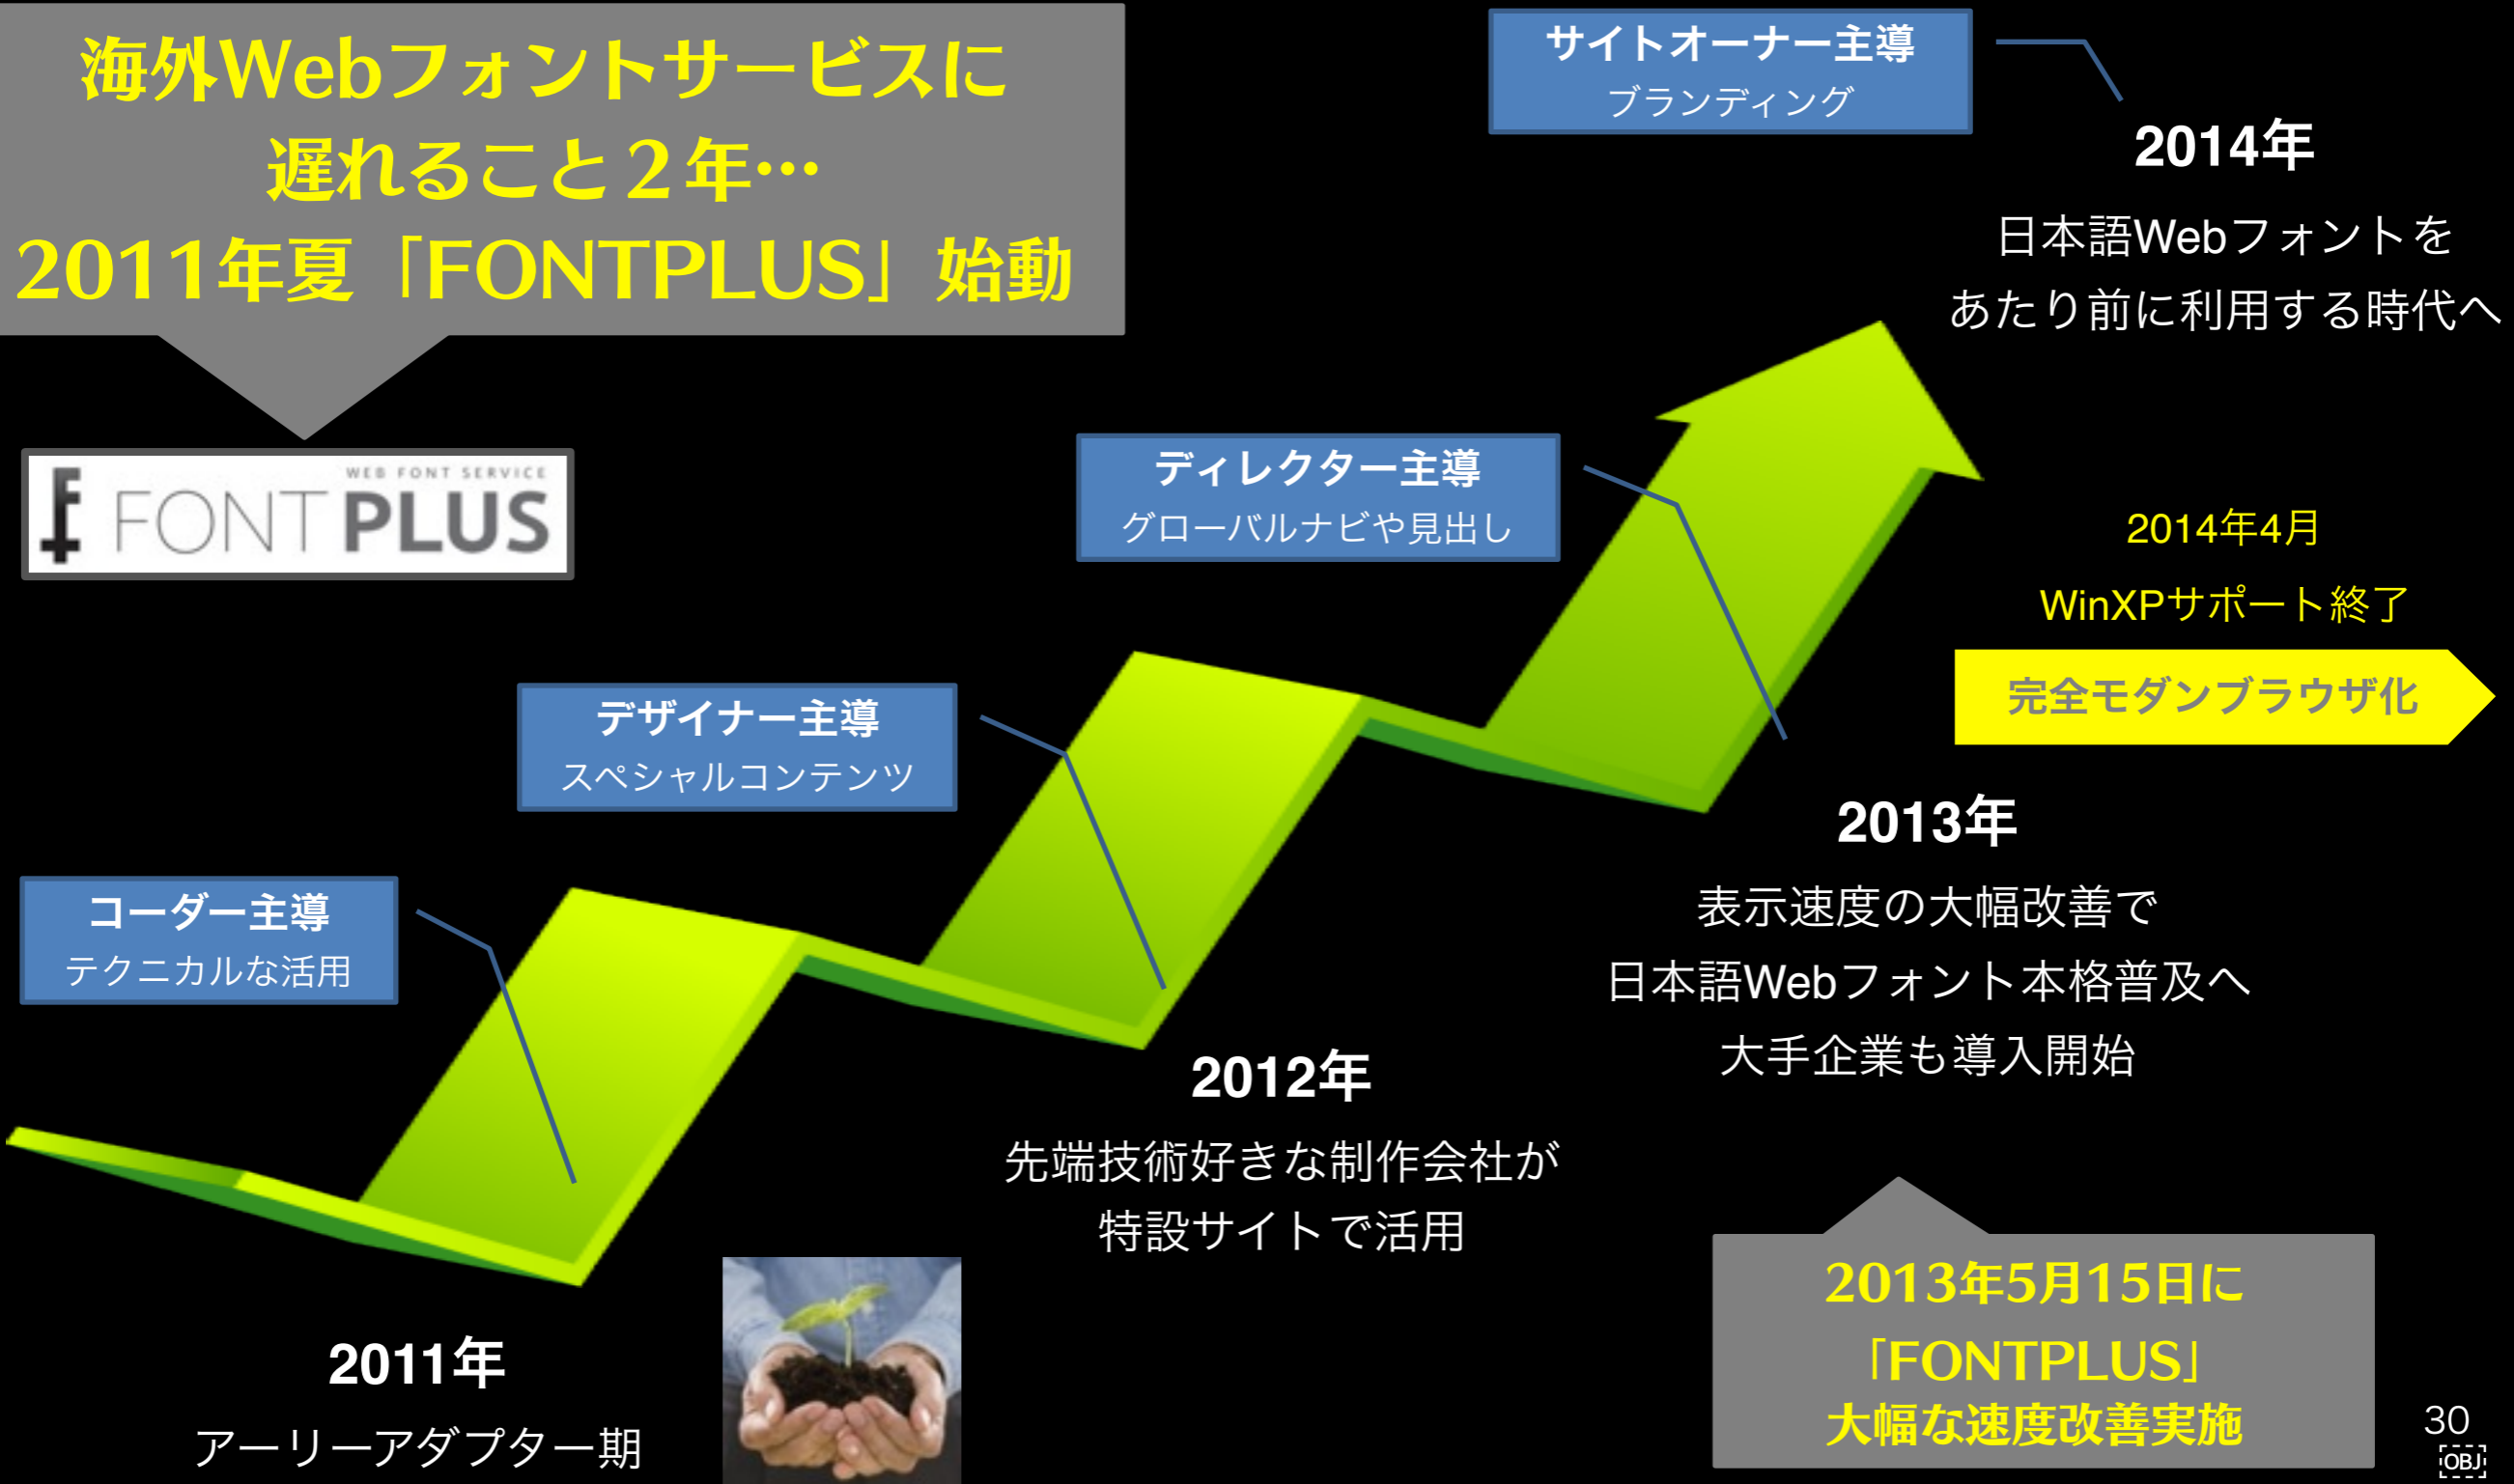 海外Webフォントサービスに
遅れること２年…
2011年夏「FONTPLUS」始動
WEB FONT SERVICE
FONTPLUS
サイトオーナー主導
ブランディング
2014年
日本語Webフォントを
あたり前に利用する時代へ
ディレクター主導
グローバルナビや見出し
2014年4月
WinXPサポート終了
完全モダンブラウザ化
デザイナー主導
スペシャルコンテンツ
2013年
表示速度の大幅改善で
日本語Webフォント本格普及へ
大手企業も導入開始
コーダー主導
テクニカルな活用
2012年
先端技術好きな制作会社が
特設サイトで活用
2013年5月15日に
「FONTPLUS」
大幅な速度改善実施
2011年
アーリーアダプター期
30
OBJ